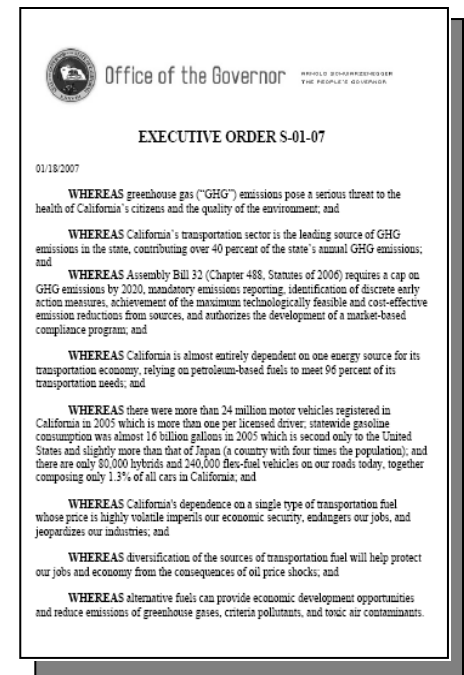 Office of the Governor
ARNOLD SCHWARZENEGGER
THE PEOPLE'S GOVERNOR
EXECUTIVE ORDER S-01-07
01/18/2007
WHEREAS greenhouse gas (“GHG”) emissions pose a serious threat to the
health of California’s citizens and the quality of the environment; and
WHEREAS California’s transportation sector is the leading source of GHG
emissions in the state, contributing over 40 percent of the state’s annual GHG emissions;
and
WHEREAS Assembly Bill 32 (Chapter 488, Statutes of 2006) requires a cap on
GHG emissions by 2020, mandatory emissions reporting, identification of discrete early
action measures, achievement of the maximum technologically feasible and cost-effective
emission reductions from sources, and authorizes the development of a market-based
compliance program; and
WHEREAS California is almost entirely dependent on one energy source for its
transportation economy, relying on petroleum-based fuels to meet 96 percent of its
transportation needs; and
WHEREAS there were more than 24 million motor vehicles registered in
California in 2005 which is more than one per licensed driver; statewide gasoline
consumption was almost 16 billion gallons in 2005 which is second only to the United
States and slightly more than that of Japan (a country with four times the population); and
there are only 80,000 hybrids and 240,000 flex-fuel vehicles on our roads today, together
composing only 1.3% of all cars in California; and
WHEREAS California's dependence on a single type of transportation fuel
whose price is highly volatile imperils our economic security, endangers our jobs, and
jeopardizes our industries; and
WHEREAS diversification of the sources of transportation fuel will help protect
our jobs and economy from the consequences of oil price shocks; and
WHEREAS alternative fuels can provide economic development opportunities
and reduce emissions of greenhouse gases, criteria pollutants, and toxic air contaminants.